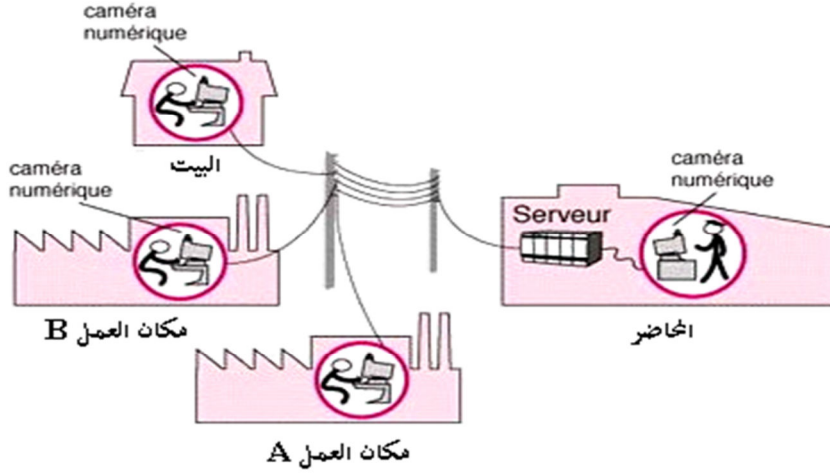 caméra
numérique
البيت
caméra
numérique
مكان العمل B
مكان العمل A
caméra
numérique
Serveur
المحاضر